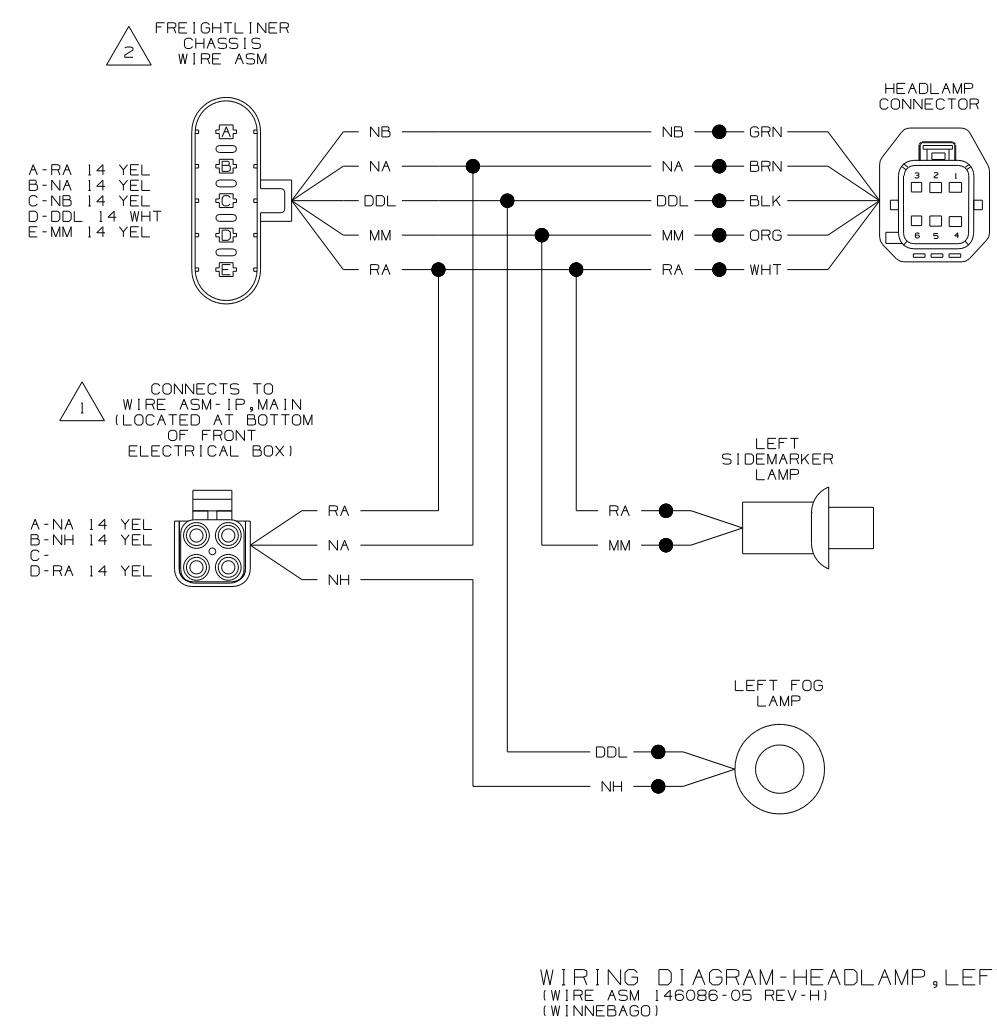 FREIGHTLINER
CHASSIS
WIRE ASM
2
HEADLAMP
CONNECTOR
A-RA 14 YEL
B-NA 14 YEL
C-NB 14 YEL
D-DDL 14 WHT
E-MM 14 YEL
A
B
C
D
E
NB NB GRN
NA NA BRN
DDL DDL BLK
MM MM ORG
RA RA WHT
3 2 1
6 5 4
1
CONNECTS TO
WIRE ASM-IP,MAIN
(LOCATED AT BOTTOM
OF FRONT
ELECTRICAL BOX)
A-NA 14 YEL
B-NH 14 YEL
C-
D-RA 14 YEL
RA
NA
NH
LEFT
SIDEMARKER
LAMP
RA
MM
LEFT FOG
LAMP
DDL
NH
WIRING DIAGRAM-HEADLAMP,LEF
(WIRE ASM 146086-05 REV-H)
(WINNEBAGO)